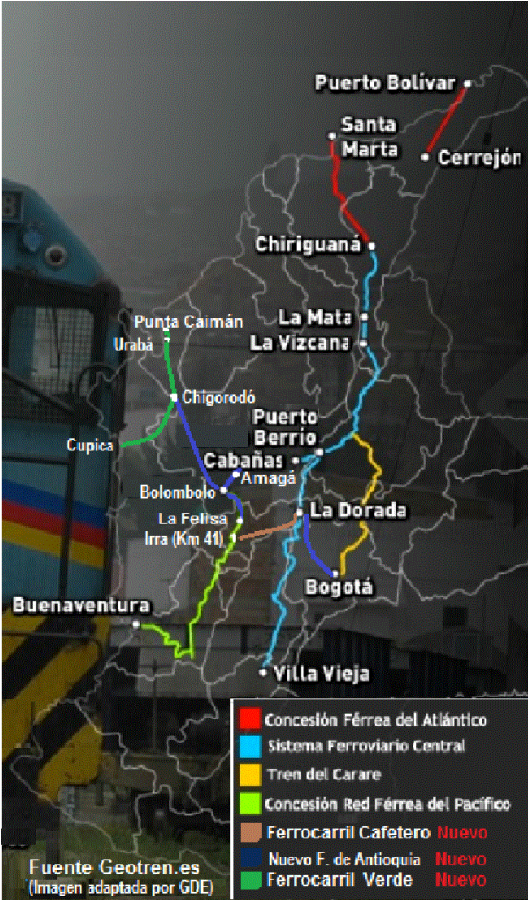 Puerto Bolívar
Santa
Marta
Cerrejón
Chiriguaná
La Mata
La Vizcana
Punta Caimán
Urabá
Chigorodó
Puerto
Berrío
Cupica
Cabañas
Amagá
Bolombolo
La Felisa
La Dorada
Irra (Km 41)
Bogotá
Buenaventura
Villa Vieja
Concesión Férrea del Atlántico
Sistema Ferroviario Central
Tren del Carare
Concesión Red Férrea del Pacífico
Ferrocarril Cafetero Nuevo
Nuevo F. de Antioquia Nuevo
Ferrocarril Verde Nuevo
Fuente Geotren.es
(Imagen adaptada por GDE)